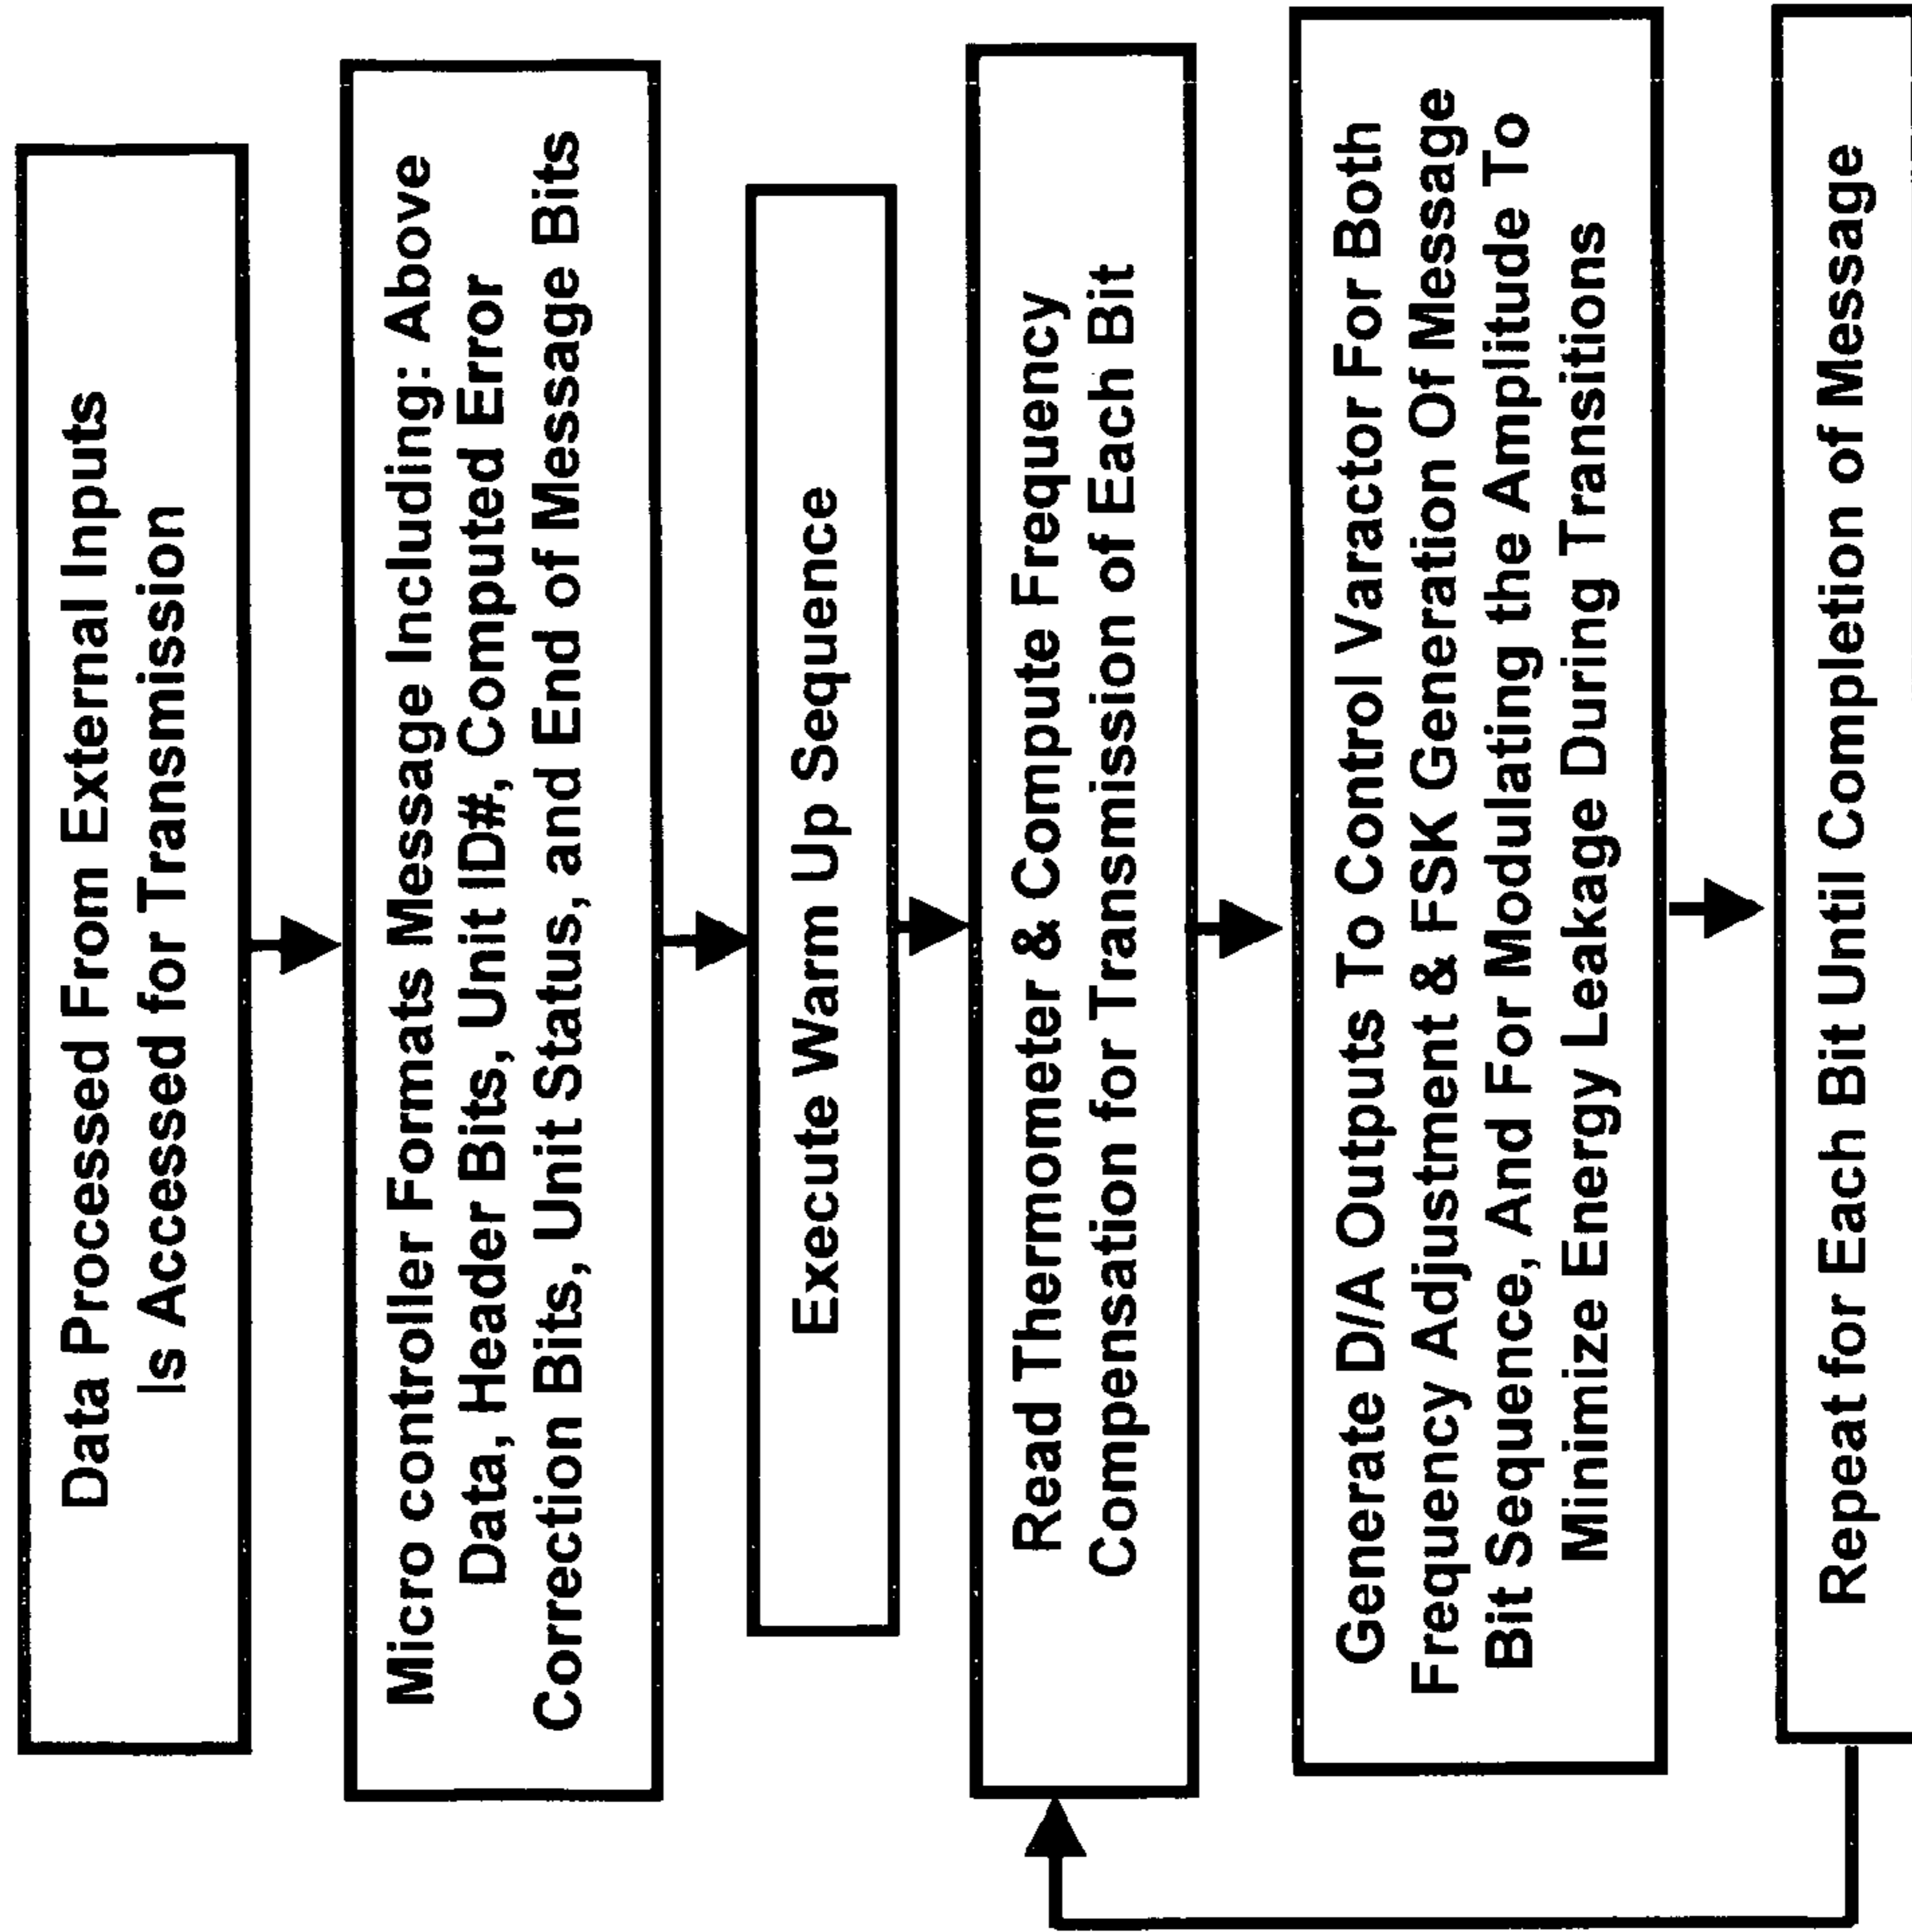 Data Processed From External Inputs
Is Accessed for Transmission
Micro controller Formats Message Including: Above
Data, Header Bits, Unit ID#, Computed Error
Correction Bits, Unit Status, and End of Message Bits
Execute Warm Up Sequence
Read Thermometer & Compute Frequency
Compensation for Transmission of Each Bit
Generate D/A Outputs To Control Varactor For Both
Frequency Adjustment & FSK Generation Of Message
Bit Sequence, And For Modulating the Amplitude To
Minimize Energy Leakage During Transitions
Repeat for Each Bit Until Completion of Message